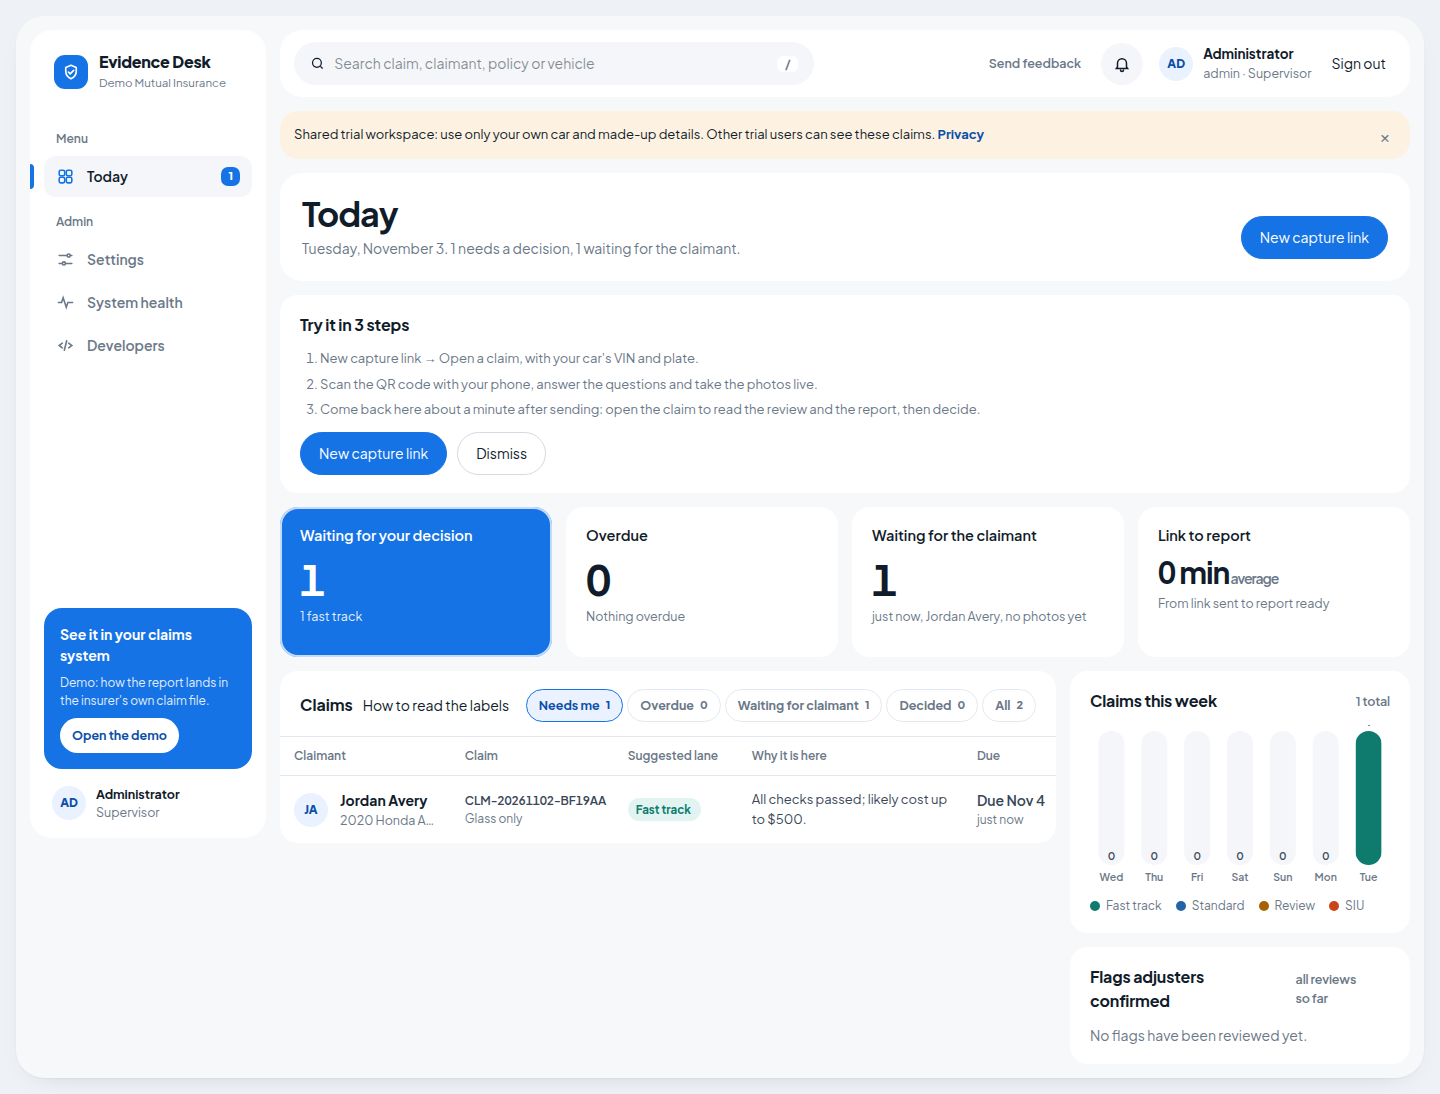 Evidence Desk
Demo Mutual Insurance
Menu
Today 1
Admin
Settings
System health
Developers
See it in your claims
system
Demo: how the report lands in
the insurer's own claim file.
Open the demo
AD Administrator
Supervisor
Search claim, claimant, policy or vehicle /
Send feedback
AD Administrator
admin · Supervisor
Sign out
Shared trial workspace: use only your own car and made-up details. Other trial users can see these claims. Privacy ×
Today
Tuesday, November 3. 1 needs a decision, 1 waiting for the claimant.
New capture link
Try it in 3 steps
1. New capture link → Open a claim, with your car's VIN and plate.
2. Scan the QR code with your phone, answer the questions and take the photos live.
3. Come back here about a minute after sending: open the claim to read the review and the report, then decide.
New capture link Dismiss
Waiting for your decision
1
1 fast track
Overdue
0
Nothing overdue
Waiting for the claimant
1
just now, Jordan Avery, no photos yet
Link to report
0 min average
From link sent to report ready
Claims How to read the labels Needs me 1 Overdue 0 Waiting for claimant 1 Decided 0 All 2
Claimant Claim Suggested lane Why it is here Due
JA Jordan Avery
2020 Honda A...
CLM-20261102-BF19AA
Glass only
Fast track
All checks passed; likely cost up
to $500.
Due Nov 4
just now
Claims this week 1 total
0 0 0 0 0 0
Wed Thu Fri Sat Sun Mon Tue
Fast track Standard Review SIU
Flags adjusters
confirmed
all reviews
so far
No flags have been reviewed yet.